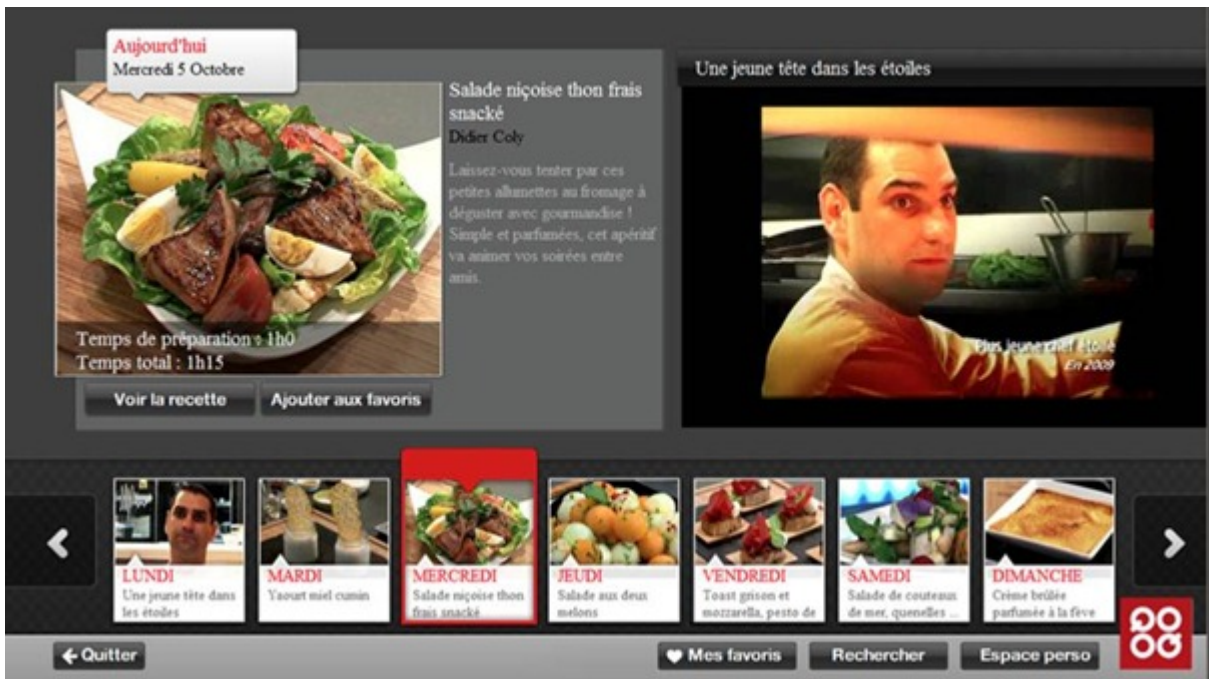 Aujourd'hui
Mercredi 5 Octobre
Salade niçoise thon frais
snacké
Didier Coly
Laissez-vous tenter par ces
petites allumettes au fromage à
déguster avec gourmandise !
Simple et parfumées, cet apéritif
va animer vos soirées entre
amis.
Temps de préparation : 1h0
Temps total : 1h15
Voir la recette
Ajouter aux favoris
Une jeune tête dans les étoiles
Plus jeune chef étoilé
En 2009
LUNDI
Une jeune tête dans
les étoiles
MARDI
Yaourt miel cumin
MERCREDI
Salade niçoise thon
frais snacké
JEUDI
Salade aux deux
melons
VENDREDI
Toast grison et
mozzarella, pesto de
SAMEDI
Salade de couteaux
de mer, quenelles ...
DIMANCHE
Crème brûlée
parfumée à la fève
Quitter
Mes favoris
Rechercher
Espace perso
QOOQ